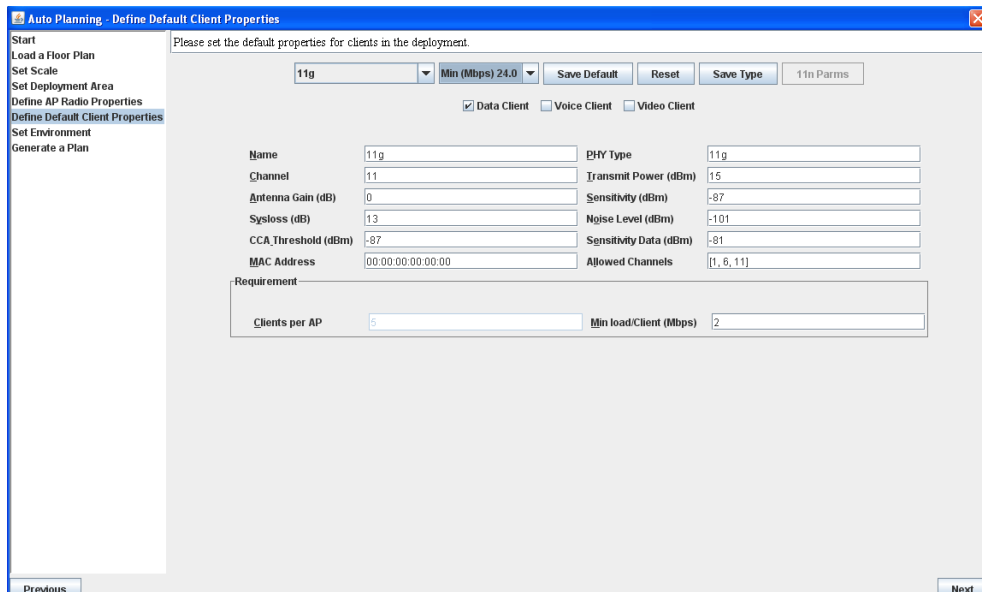 Auto Planning - Define Default Client Properties
Start
Load a Floor Plan
Set Scale
Set Deployment Area
Define AP Radio Properties
Define Default Client Properties
Set Environment
Generate a Plan
Please set the default properties for clients in the deployment.
11g Min (Mbps) 24.0 Save Default Reset Save Type 11n Parms
Data Client Voice Client Video Client
Name 11g PHY Type 11g
Channel 11 Transmit Power (dBm) 15
Antenna Gain (dB) 0 Sensitivity (dBm) -87
Sysloss (dB) 13 Noise Level (dBm) -101
CCA Threshold (dBm) -87 Sensitivity Data (dBm) -81
MAC Address 00:00:00:00:00:00 Allowed Channels [1, 6, 11]
Requirement
Clients per AP 5 Min load/Client (Mbps) 2
Previous Next